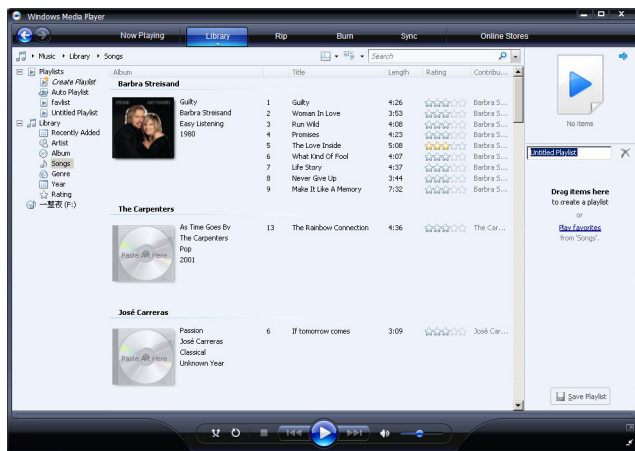 Windows Media Player
Now Playing Library Rip Burn Sync Online Stores
Music Library Songs Search
Playlists
Create Playlist
Auto Playlist
favlist
Untitled Playlist
Library
Recently Added
Artist
Album
Songs
Genre
Year
Rating
一整夜 (F:)
Album Title Length Rating Contribu...
Barbra Streisand
Guilty
Barbra Streisand
Easy Listening
1980
1 Guilty 4:26 Barbra S...
2 Woman In Love 3:53 Barbra S...
3 Run Wild 4:08 Barbra S...
4 Promises 4:23 Barbra S...
5 The Love Inside 5:08 Barbra S...
6 What Kind Of Fool 4:07 Barbra S...
7 Life Story 4:37 Barbra S...
8 Never Give Up 3:44 Barbra S...
9 Make It Like A Memory 7:32 Barbra S...
The Carpenters
Paste Art Here
As Time Goes By
The Carpenters
Pop
2001
13 The Rainbow Connection 4:36 The Car...
José Carreras
Paste Art Here
Passion
José Carreras
Classical
Unknown Year
6 If tomorrow comes 3:09 José Car...
No items
Untitled Playlist
Drag items here
to create a playlist
or
Play favorites
from 'Songs'.
Save Playlist